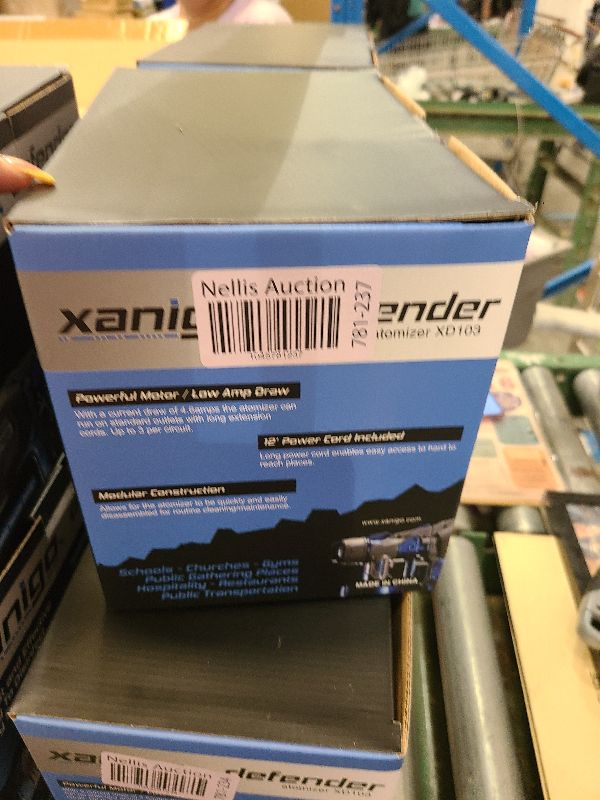 Nellis Auction
781-237
xanigo defender
atomizer XD103
Powerful Motor / Low Amp Draw
With a current draw of 4.6amps the atomizer can
run on standard outlets with long extension
cords. Up to 3 per circuit.
12' Power Cord Included
Long power cord enables easy access to hard to
reach places.
Modular Construction
Allows for the atomizer to be quickly and easily
disassembled for routine cleaning/maintenance.
www.xanigo.com
MADE IN CHINA
Schools - Churches - Gyms
Public Gathering Places
Hospitality - Restaurants
Public Transportation
Nellis Auction
defender
atomizer XD103
Powerful Motor